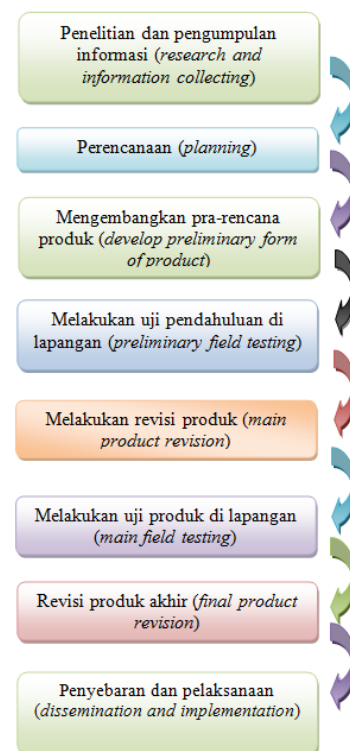 Penelitian dan pengumpulan
informasi (research and
information collecting)
Perencanaan (planning)
Mengembangkan pra-rencana
produk (develop preliminary form
of product)
Melakukan uji pendahuluan di
lapangan (preliminary field testing)
Melakukan revisi produk (main
product revision)
Melakukan uji produk di lapangan
(main field testing)
Revisi produk akhir (final product
revision)
Penyebaran dan pelaksanaan
(dissemination and implementation)